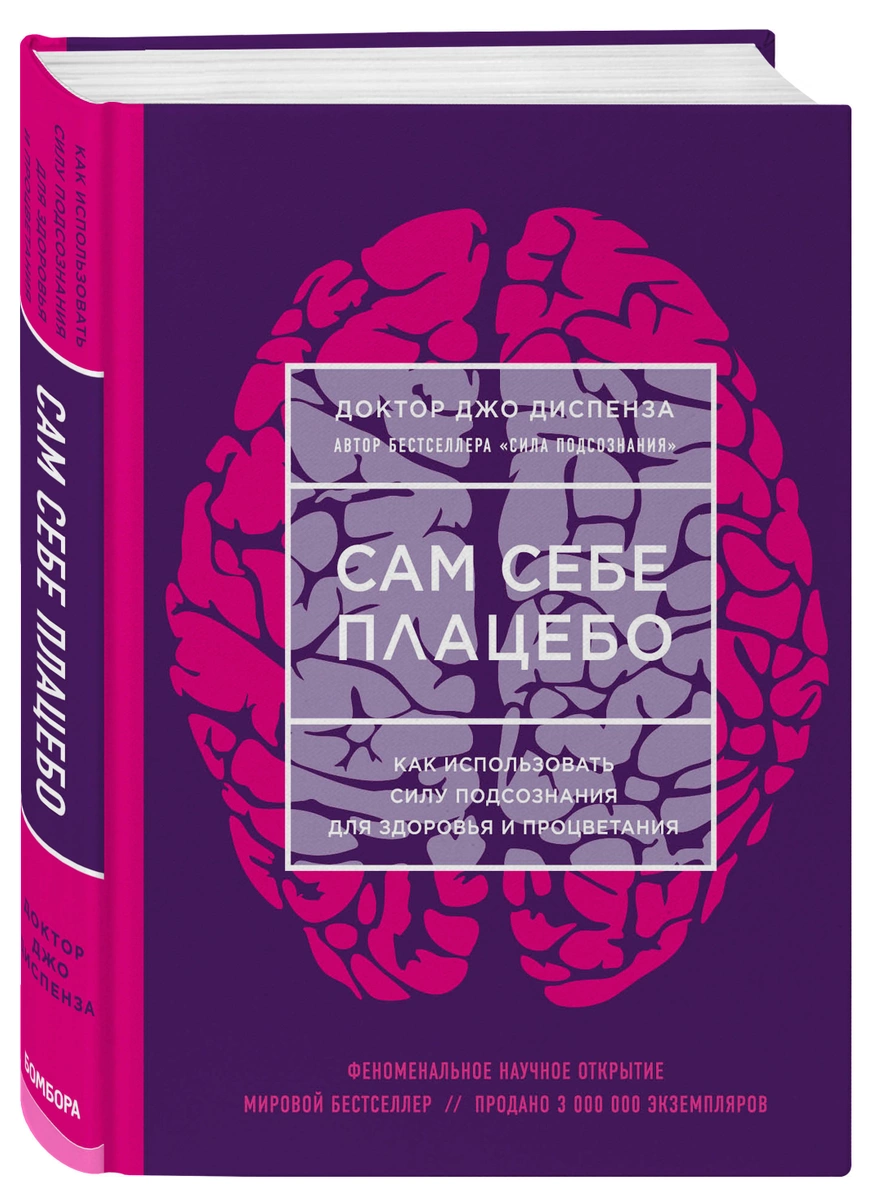 ДОКТОР ДЖО ДИСПЕНЗА
АВТОР БЕСТСЕЛЛЕРА «СИЛА ПОДСОЗНАНИЯ»
САМ СЕБЕ
ПЛАЦЕБО
КАК ИСПОЛЬЗОВАТЬ
СИЛУ ПОДСОЗНАНИЯ
ДЛЯ ЗДОРОВЬЯ И ПРОЦВЕТАНИЯ
ФЕНОМЕНАЛЬНОЕ НАУЧНОЕ ОТКРЫТИЕ
МИРОВОЙ БЕСТСЕЛЛЕР // ПРОДАНО 3 000 000 ЭКЗЕМПЛЯРОВ
КАК ИСПОЛЬЗОВАТЬ
СИЛУ ПОДСОЗНАНИЯ
ДЛЯ ЗДОРОВЬЯ
И ПРОЦВЕТАНИЯ
САМ СЕБЕ ПЛАЦЕБО
ДОКТОР
ДЖО
ДИСПЕНЗА
БОМБОРА